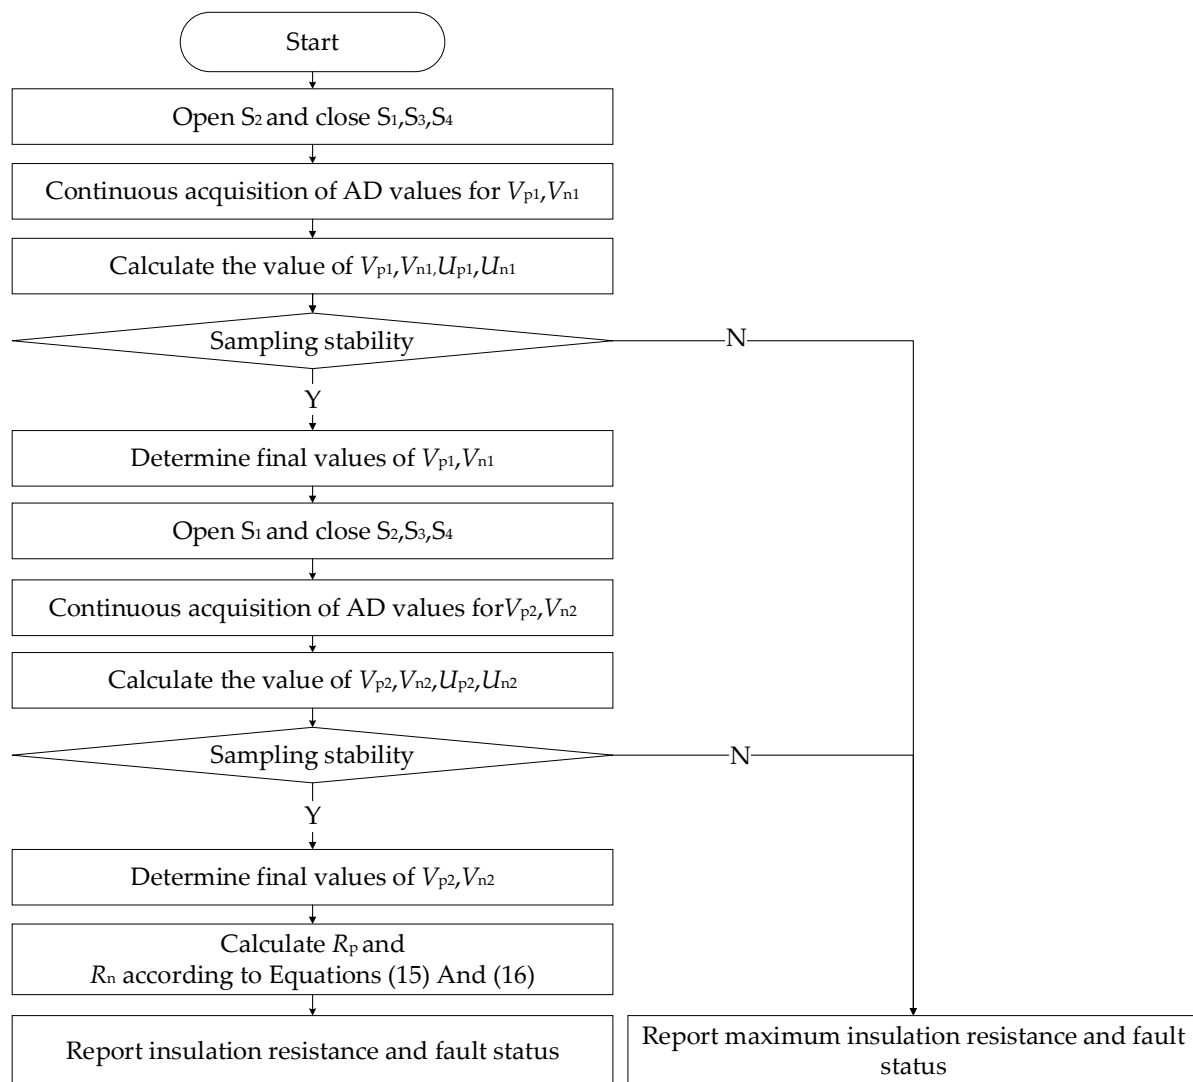 Start
Open S2 and close S1,S3,S4
Continuous acquisition of AD values for Vp1,Vn1
Calculate the value of Vp1,Vn1,Up1,Un1
Sampling stability
N
Y
Determine final values of Vp1,Vn1
Open S1 and close S2,S3,S4
Continuous acquisition of AD values forVp2,Vn2
Calculate the value of Vp2,Vn2,Up2,Un2
Sampling stability
N
Y
Determine final values of Vp2,Vn2
Calculate Rp and
Rn according to Equations (15) And (16)
Report insulation resistance and fault status
Report maximum insulation resistance and fault
status